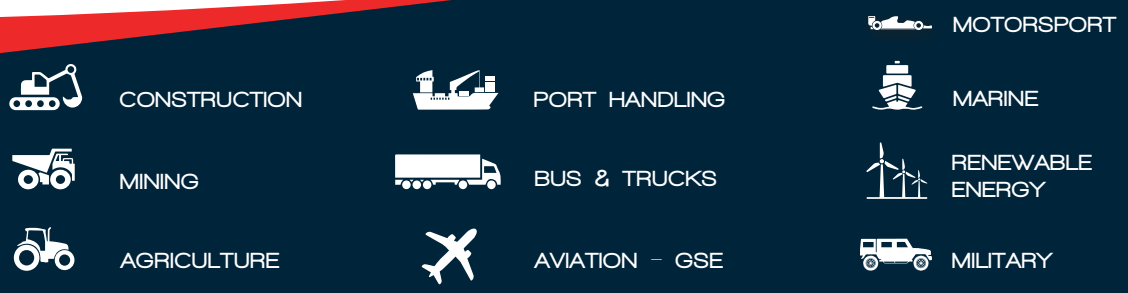 MOTORSPORT
CONSTRUCTION
PORT HANDLING
MARINE
MINING
BUS & TRUCKS
RENEWABLE
ENERGY
AGRICULTURE
AVIATION - GSE
MILITARY